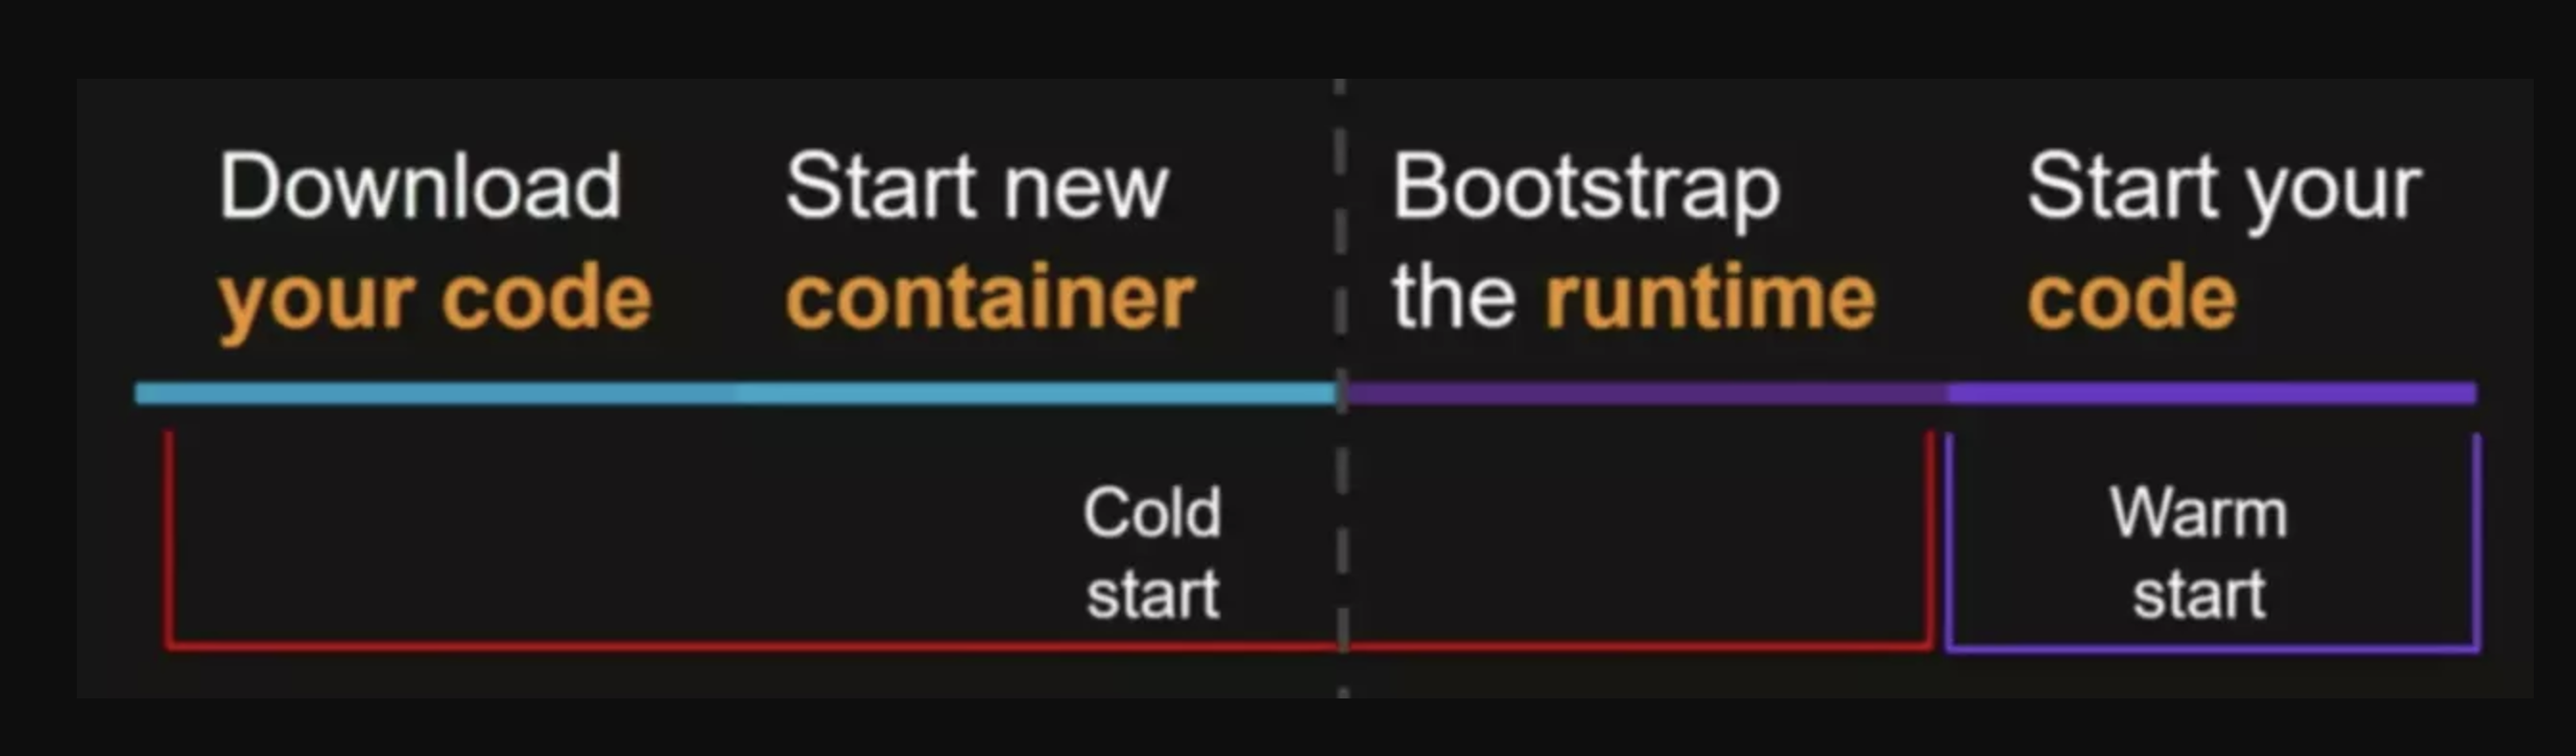 Download
your code
Start new
container
Bootstrap
the runtime
Start your
code
Cold
start
Warm
start